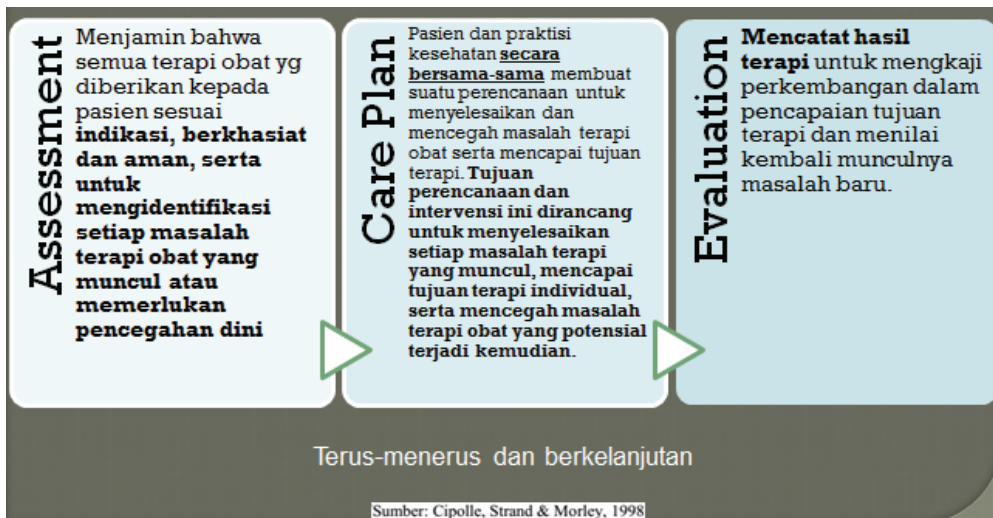 Assessment
Menjamin bahwa
semua terapi obat yg
diberikan kepada
pasien sesuai
indikasi, berkhasiat
dan aman, serta
untuk
mengidentifikasi
setiap masalah
terapi obat yang
muncul atau
memerlukan
pencegahan dini
Care Plan
Pasien dan praktisi
kesehatan secara
bersama-sama membuat
suatu perencanaan untuk
menyelesaikan dan
mencegah masalah terapi
obat serta mencapai tujuan
terapi. Tujuan
perencanaan dan
intervensi ini dirancang
untuk menyelesaikan
setiap masalah terapi
yang muncul, mencapai
tujuan terapi individual,
serta mencegah masalah
terapi obat yang potensial
terjadi kemudian.
Evaluation
Mencatat hasil
terapi untuk mengkaji
perkembangan dalam
pencapaian tujuan
terapi dan menilai
kembali munculnya
masalah baru.
Terus-menerus dan berkelanjutan
Sumber: Cipolle, Strand & Morley, 1998